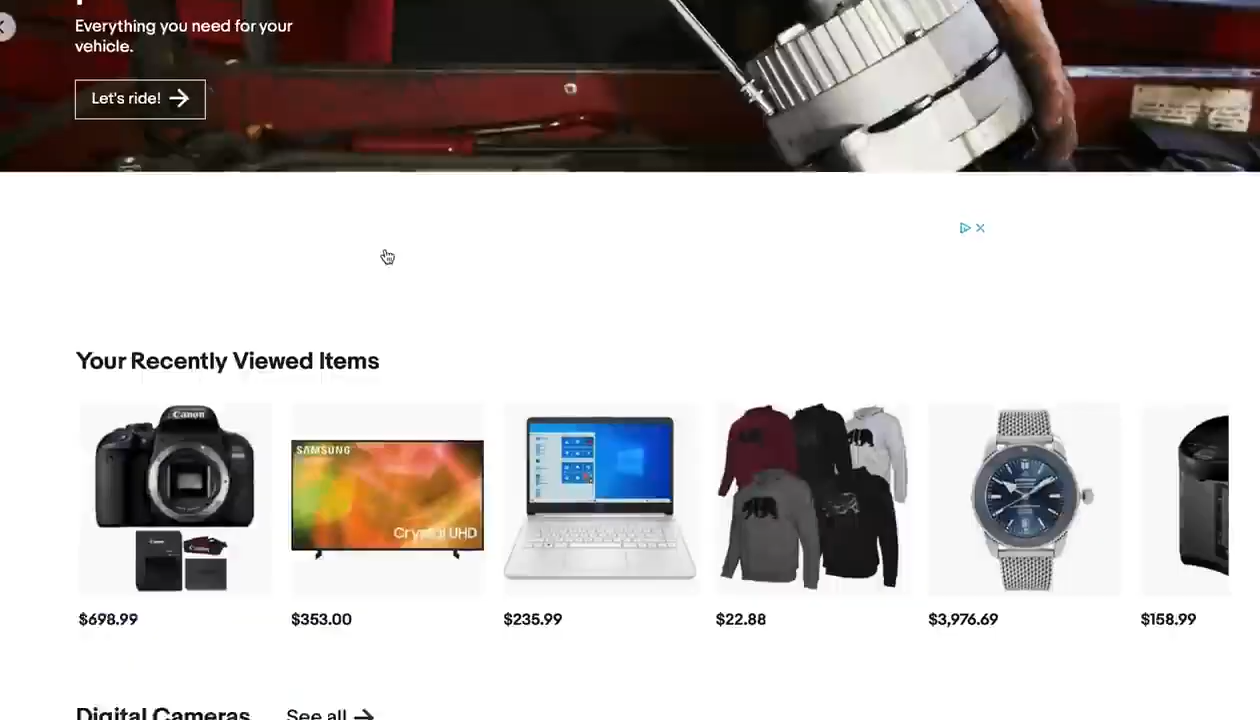 Everything you need for your
vehicle.
Let's ride!
Your Recently Viewed Items
Canon
SAMSUNG
Crystal UHD
$698.99
$353.00
$235.99
$22.88
$3,976.69
$158.99
Digital Cameras
See all